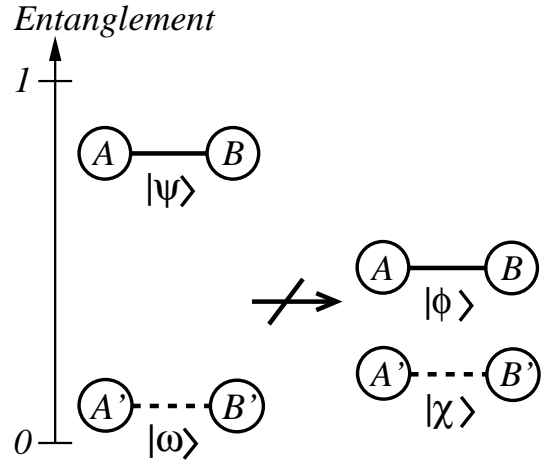 Entanglement
1
A B
|ψ⟩
A B
|ϕ⟩
A' B'
|χ⟩
A' B'
|ω⟩
0